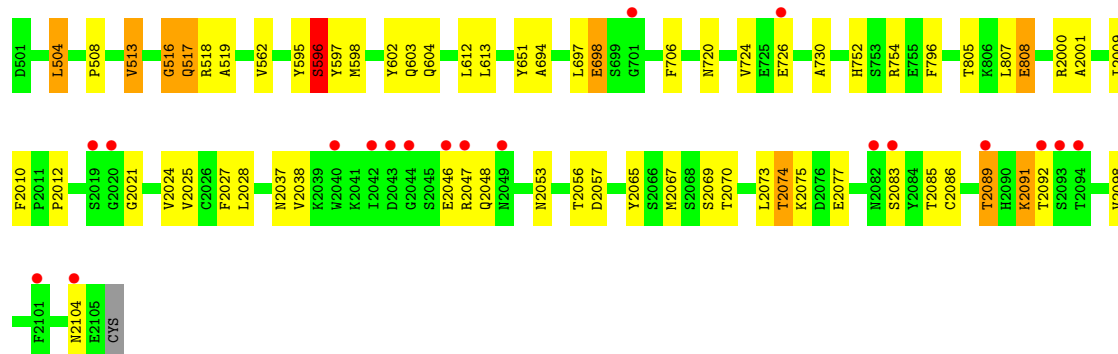 D501 L504 P508 V513 G516 Q517 R518 A519 V562 Y595 S596 Y597 M598 Y602 Q603 Q604 L612 L613 Y651 A694 L697 E698 S699 G701 F706 N720 V724 E725 E726 A730 H752 S753 R754 E755 F796 T805 K806 L807 E808 R2000 A2001
F2010 P2011 P2012 S2019 G2020 G2021 V2024 V2025 C2026 F2027 L2028 N2037 V2038 K2039 W2040 K2041 I2042 D2043 G2044 S2045 E2046 R2047 Q2048 N2049 N2053 T2056 D2057 Y2065 S2066 M2067 S2068 S2069 T2070 L2073 T2074 K2075 D2076 E2077 N2082 S2083 Y2084 T2085 C2086 T2089 H2090 K2091 T2092 S2093 T2094
F2101 N2104 E2105 CYS